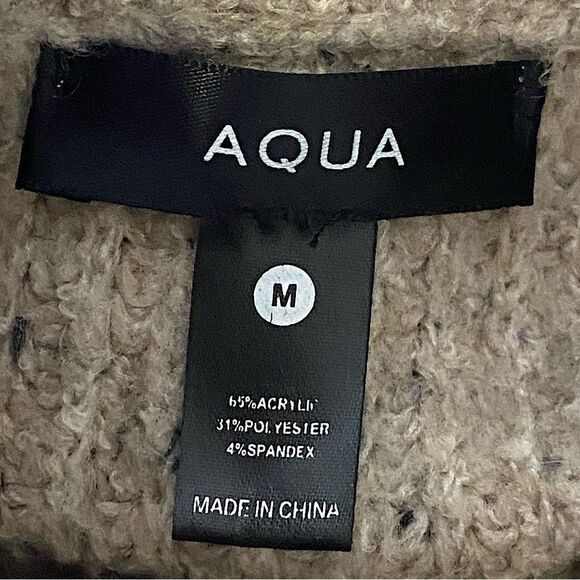 AQUA
M
65%ACRYLIC
31%POLYESTER
4%SPANDEX
MADE IN CHINA